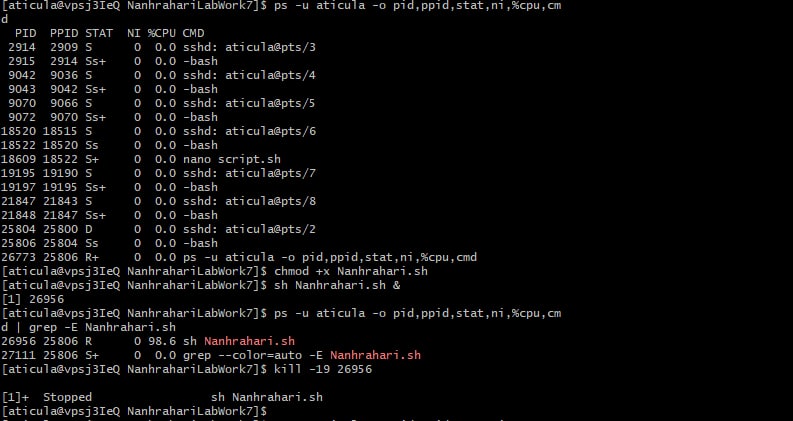 [aticula@vpsj3IeQ NanhrahariLabWork7]$ ps -u aticula -o pid,ppid,stat,ni,%cpu,cm
d
  PID  PPID STAT  NI %CPU CMD
 2914  2909 S      0  0.0 sshd: aticula@pts/3
 2915  2914 Ss+    0  0.0 -bash
 9042  9036 S      0  0.0 sshd: aticula@pts/4
 9043  9042 Ss+    0  0.0 -bash
 9070  9066 S      0  0.0 sshd: aticula@pts/5
 9072  9070 Ss+    0  0.0 -bash
18520 18515 S      0  0.0 sshd: aticula@pts/6
18522 18520 Ss     0  0.0 -bash
18609 18522 S+     0  0.0 nano script.sh
19195 19190 S      0  0.0 sshd: aticula@pts/7
19197 19195 Ss+    0  0.0 -bash
21847 21843 S      0  0.0 sshd: aticula@pts/8
21848 21847 Ss+    0  0.0 -bash
25804 25800 D      0  0.0 sshd: aticula@pts/2
25806 25804 Ss     0  0.0 -bash
26773 25806 R+     0  0.0 ps -u aticula -o pid,ppid,stat,ni,%cpu,cmd
[aticula@vpsj3IeQ NanhrahariLabWork7]$ chmod +x Nanhrahari.sh
[aticula@vpsj3IeQ NanhrahariLabWork7]$ sh Nanhrahari.sh &
[1] 26956
[aticula@vpsj3IeQ NanhrahariLabWork7]$ ps -u aticula -o pid,ppid,stat,ni,%cpu,cm
d | grep -E Nanhrahari.sh
26956 25806 R      0 98.6 sh Nanhrahari.sh
27111 25806 S+     0  0.0 grep --color=auto -E Nanhrahari.sh
[aticula@vpsj3IeQ NanhrahariLabWork7]$ kill -19 26956
[1]+  Stopped                 sh Nanhrahari.sh
[aticula@vpsj3IeQ NanhrahariLabWork7]$